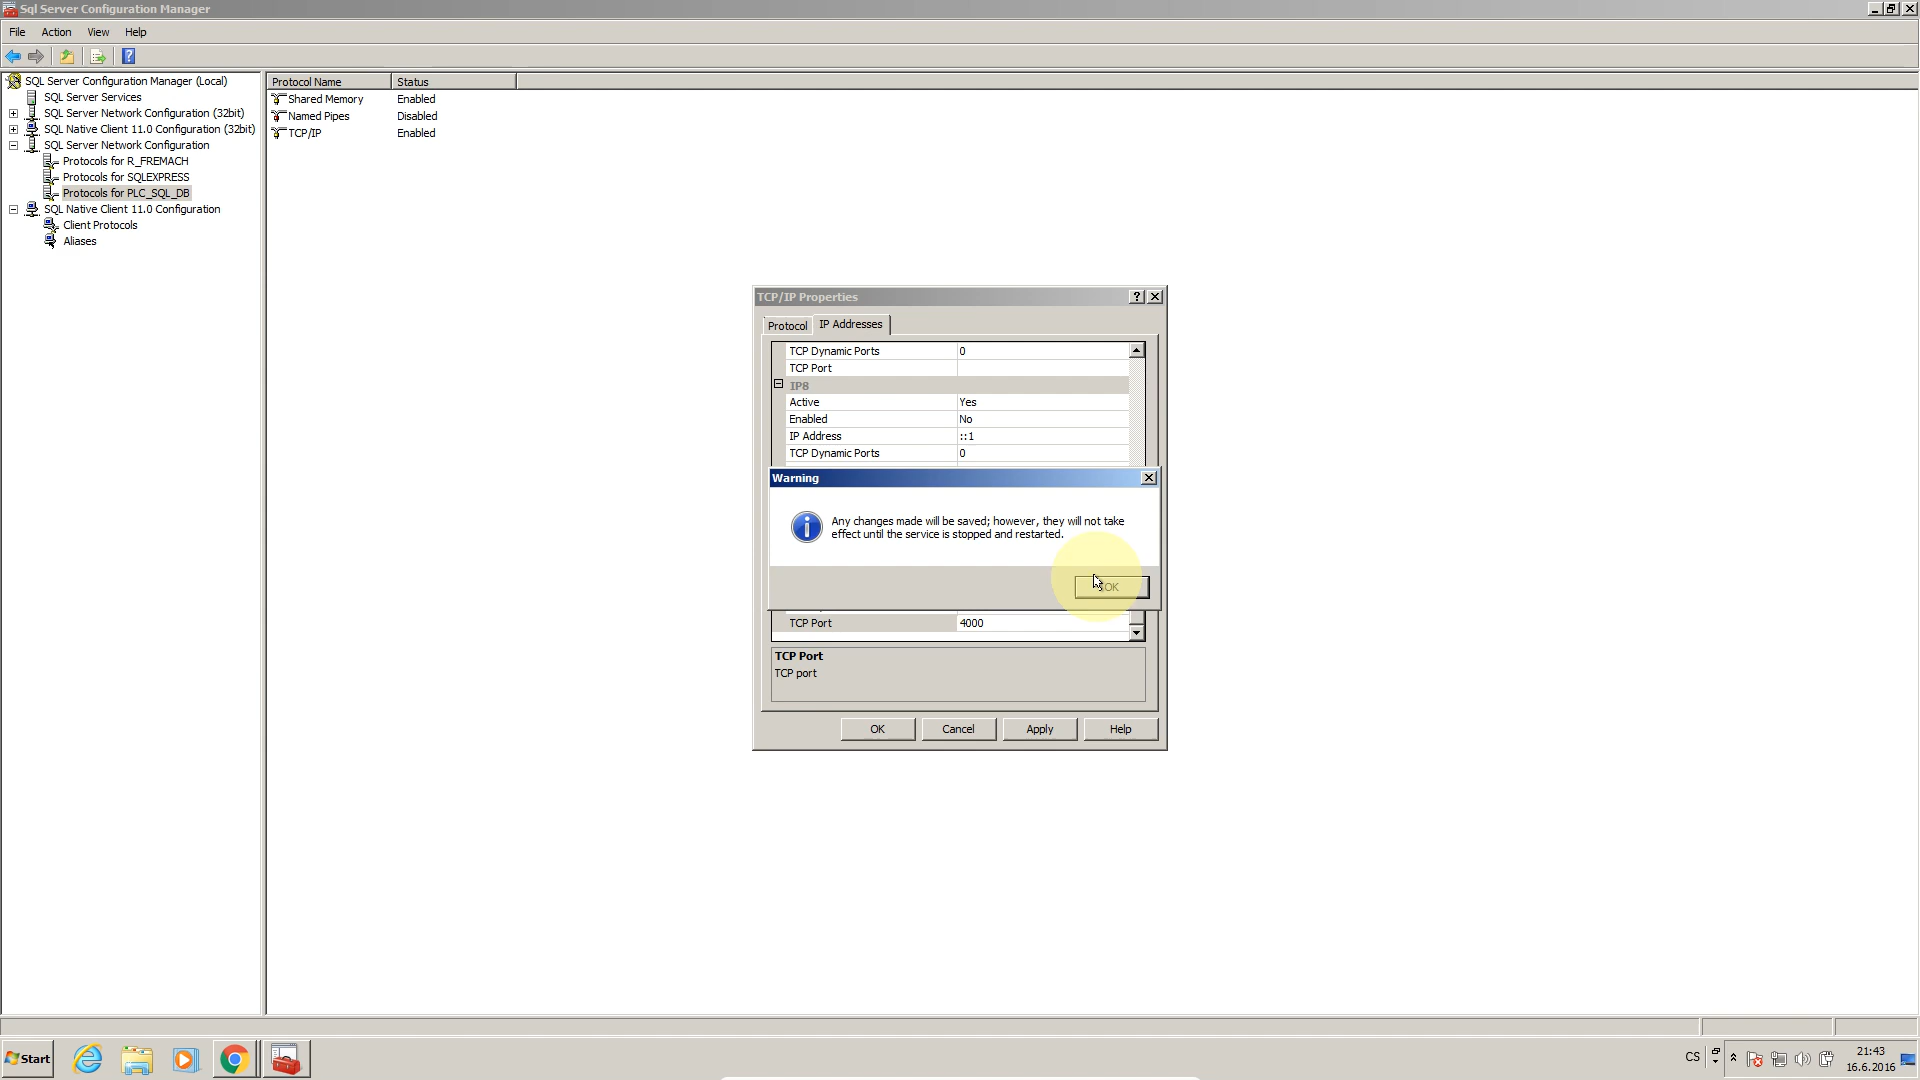 Sql Server Configuration Manager
File Action View Help
SQL Server Configuration Manager (Local)
SQL Server Services
SQL Server Network Configuration (32bit)
SQL Native Client 11.0 Configuration (32bit)
SQL Server Network Configuration
Protocols for R_FREMACH
Protocols for SQLEXPRESS
Protocols for PLC_SQL_DB
SQL Native Client 11.0 Configuration
Client Protocols
Aliases
Protocol Name Status
Shared Memory Enabled
Named Pipes Disabled
TCP/IP Enabled
TCP/IP Properties
Protocol IP Addresses
TCP Dynamic Ports 0
TCP Port
IP8
Active Yes
Enabled No
IP Address ::1
TCP Dynamic Ports 0
Warning
Any changes made will be saved; however, they will not take
effect until the service is stopped and restarted.
OK
TCP Port 4000
TCP Port
TCP port
OK Cancel Apply Help
Start
CS
21:43
16.6.2016